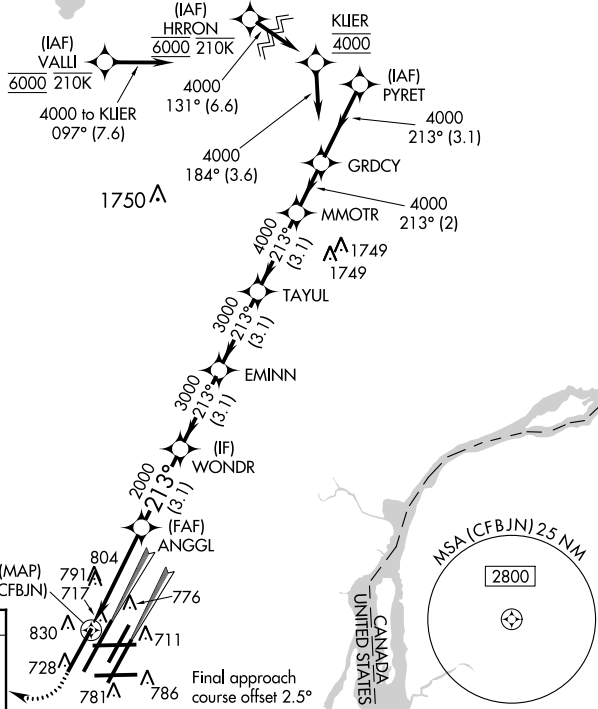 (IAF)
HRRON
6000 210K
KLIER
4000
(IAF)
VALLI
6000 210K
4000
131° (6.6)
(IAF)
PYRET
4000 to KLIER
097° (7.6)
4000
213° (3.1)
4000
184° (3.6)
GRDCY
1750
4000
213° (2)
MMOTR
4000
213°
(3.1)
1749
1749
TAYUL
3000
213°
(3.1)
EMINN
3000
213°
(3.1)
(IF)
WONDR
2000
213°
(3.1)
(FAF)
ANGGL
804
791
717
(MAP)
CFBJN)
776
830
711
728
781
786
Final approach
course offset 2.5°
CANADA
UNITED STATES
MSA (CFBJN) 25 NM
2800